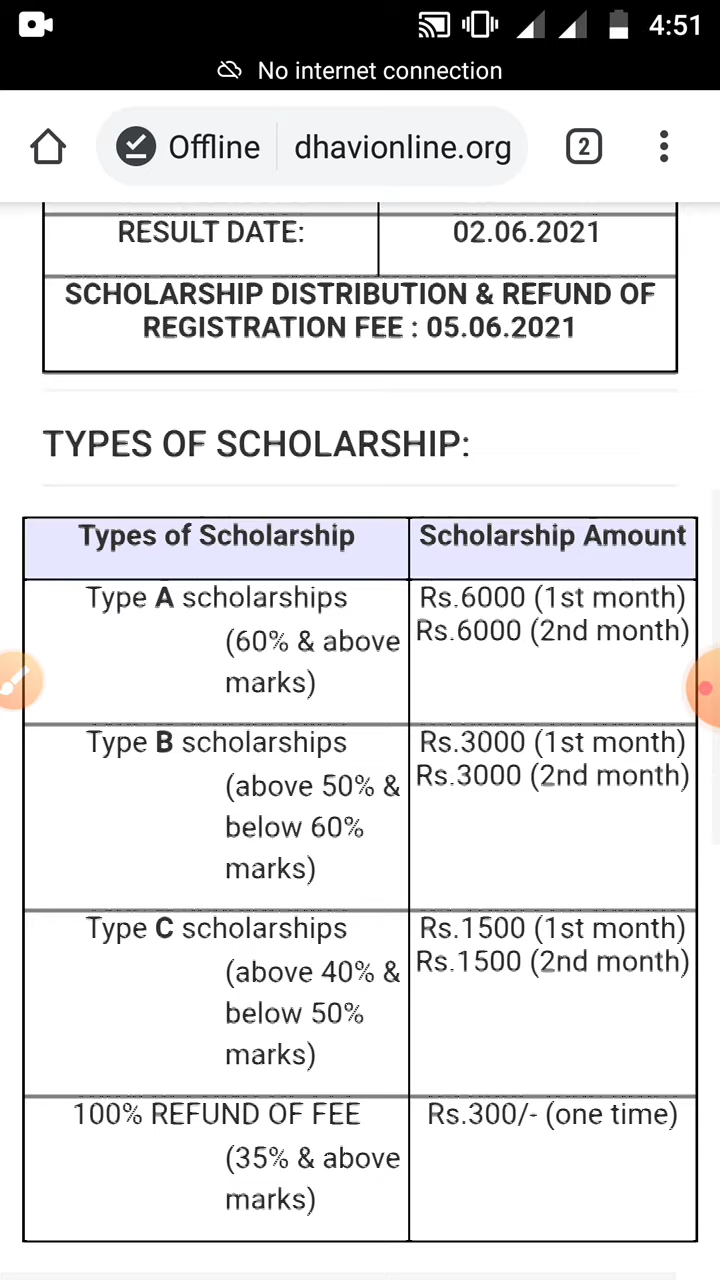 4:51
No internet connection
Offline dhavionline.org 2
RESULT DATE: 02.06.2021
SCHOLARSHIP DISTRIBUTION & REFUND OF
REGISTRATION FEE : 05.06.2021
TYPES OF SCHOLARSHIP:
Types of Scholarship Scholarship Amount
Type A scholarships Rs.6000 (1st month)
(60% & above Rs.6000 (2nd month)
marks)
Type B scholarships Rs.3000 (1st month)
(above 50% & Rs.3000 (2nd month)
below 60%
marks)
Type C scholarships Rs.1500 (1st month)
(above 40% & Rs.1500 (2nd month)
below 50%
marks)
100% REFUND OF FEE Rs.300/- (one time)
(35% & above
marks)